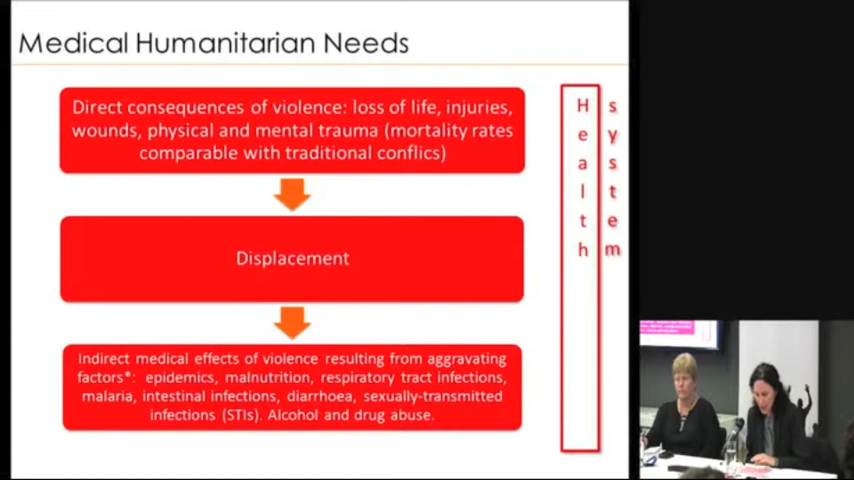 Medical Humanitarian Needs
Direct consequences of violence: loss of life, injuries,
wounds, physical and mental trauma (mortality rates
comparable with traditional conflics)
Displacement
Indirect medical effects of violence resulting from aggravating
factors*: epidemics, malnutrition, respiratory tract infections,
malaria, intestinal infections, diarrhoea, sexually-transmitted
infections (STIs). Alcohol and drug abuse.
Health
system